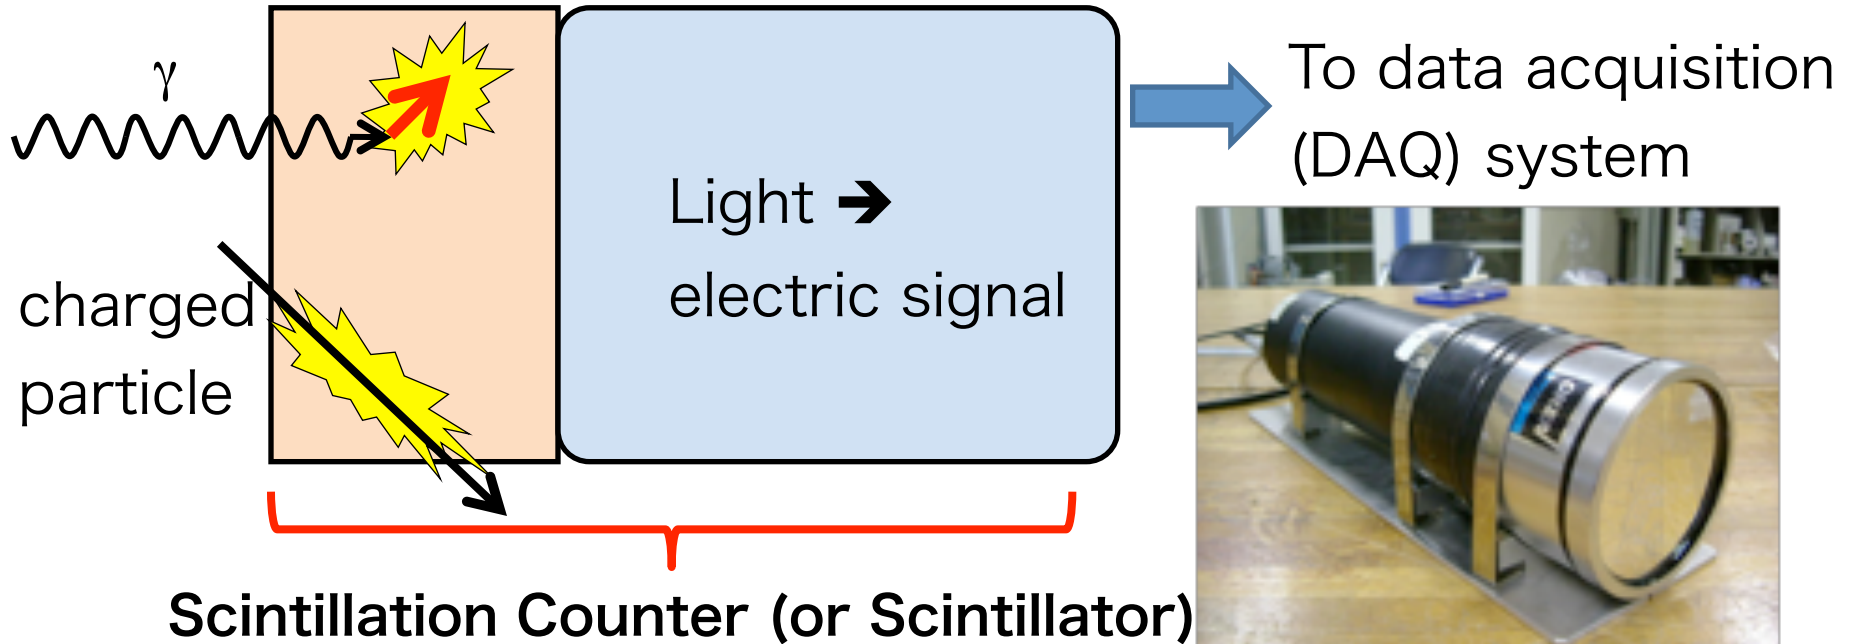 γ
To data acquisition
(DAQ) system
Light ➔
electric signal
charged
particle
Scintillation Counter (or Scintillator)